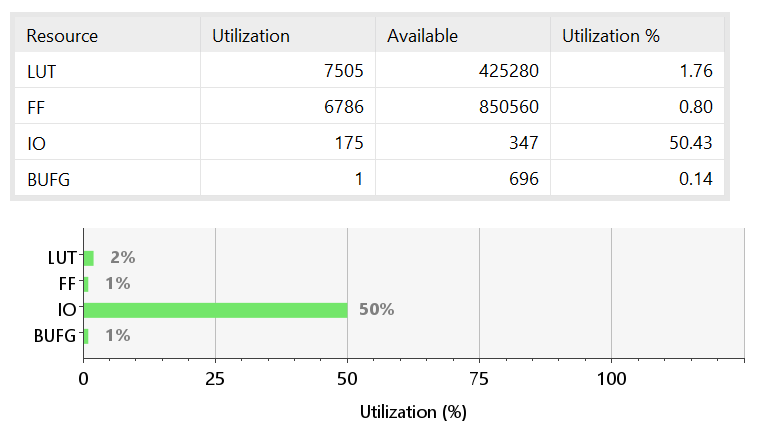 Resource Utilization Available Utilization %
LUT 7505 425280 1.76
FF 6786 850560 0.80
IO 175 347 50.43
BUFG 1 696 0.14
LUT 2%
FF 1%
IO 50%
BUFG 1%
0 25 50 75 100
Utilization (%)